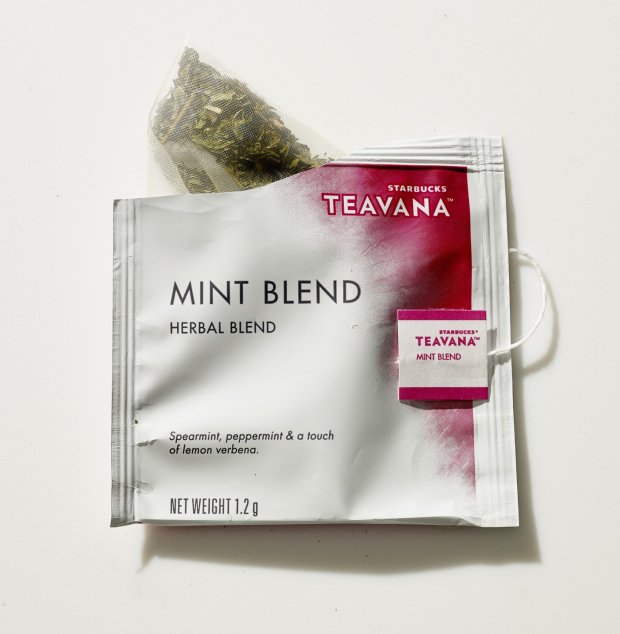 STARBUCKS
TEAVANA™
MINT BLEND
HERBAL BLEND
STARBUCKS®
TEAVANA™
MINT BLEND
Spearmint, peppermint & a touch
of lemon verbena.
NET WEIGHT 1.2 g